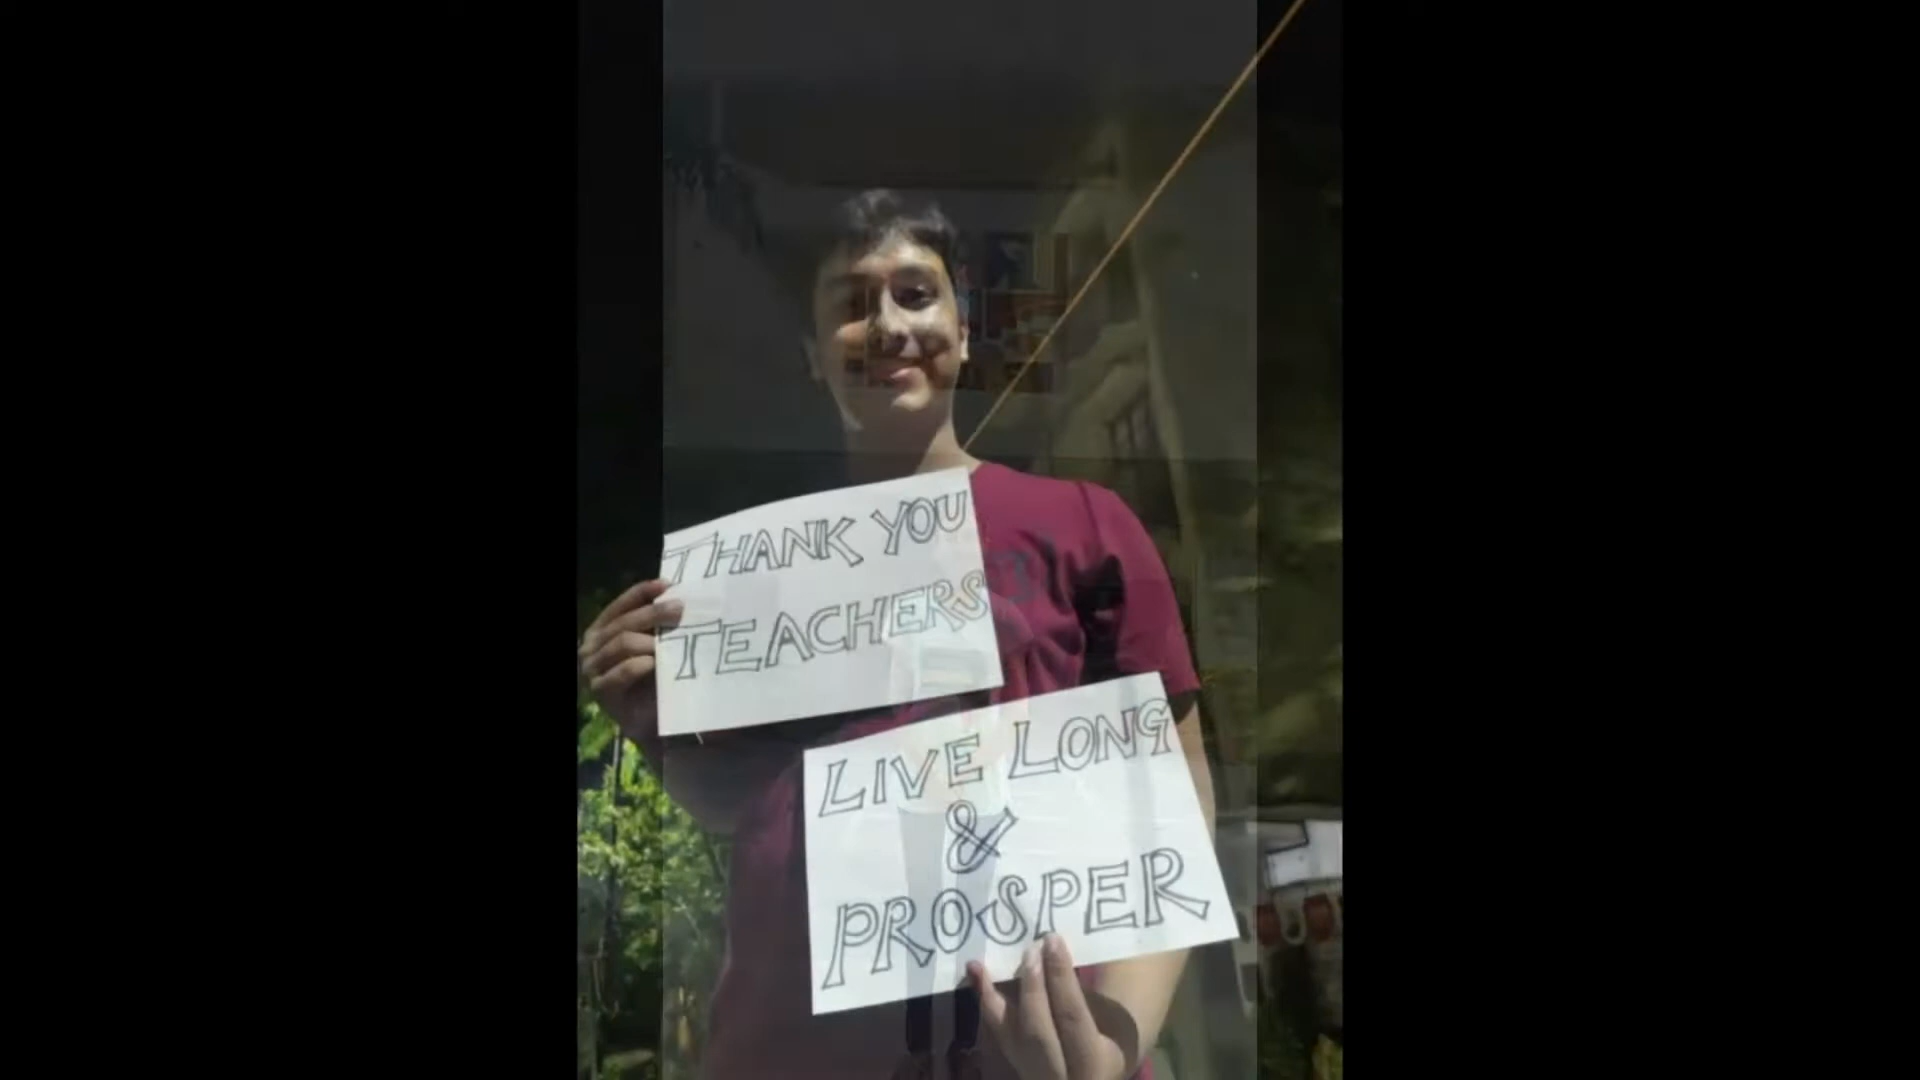 THANK YOU
TEACHERS
LIVE LONG
&
PROSPER